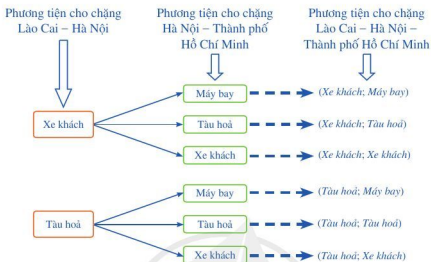 Phương tiện cho chặng
Lào Cai – Hà Nội
Phương tiện cho chặng
Hà Nội – Thành phố
Hồ Chí Minh
Phương tiện cho chặng
Lào Cai – Hà Nội –
Thành phố Hồ Chí Minh
Xe khách
Máy bay
(Xe khách; Máy bay)
Tàu hoả
(Xe khách; Tàu hoả)
Xe khách
(Xe khách; Xe khách)
Tàu hoả
Máy bay
(Tàu hoả; Máy bay)
Tàu hoả
(Tàu hoả; Tàu hoả)
Xe khách
(Tàu hoả; Xe khách)